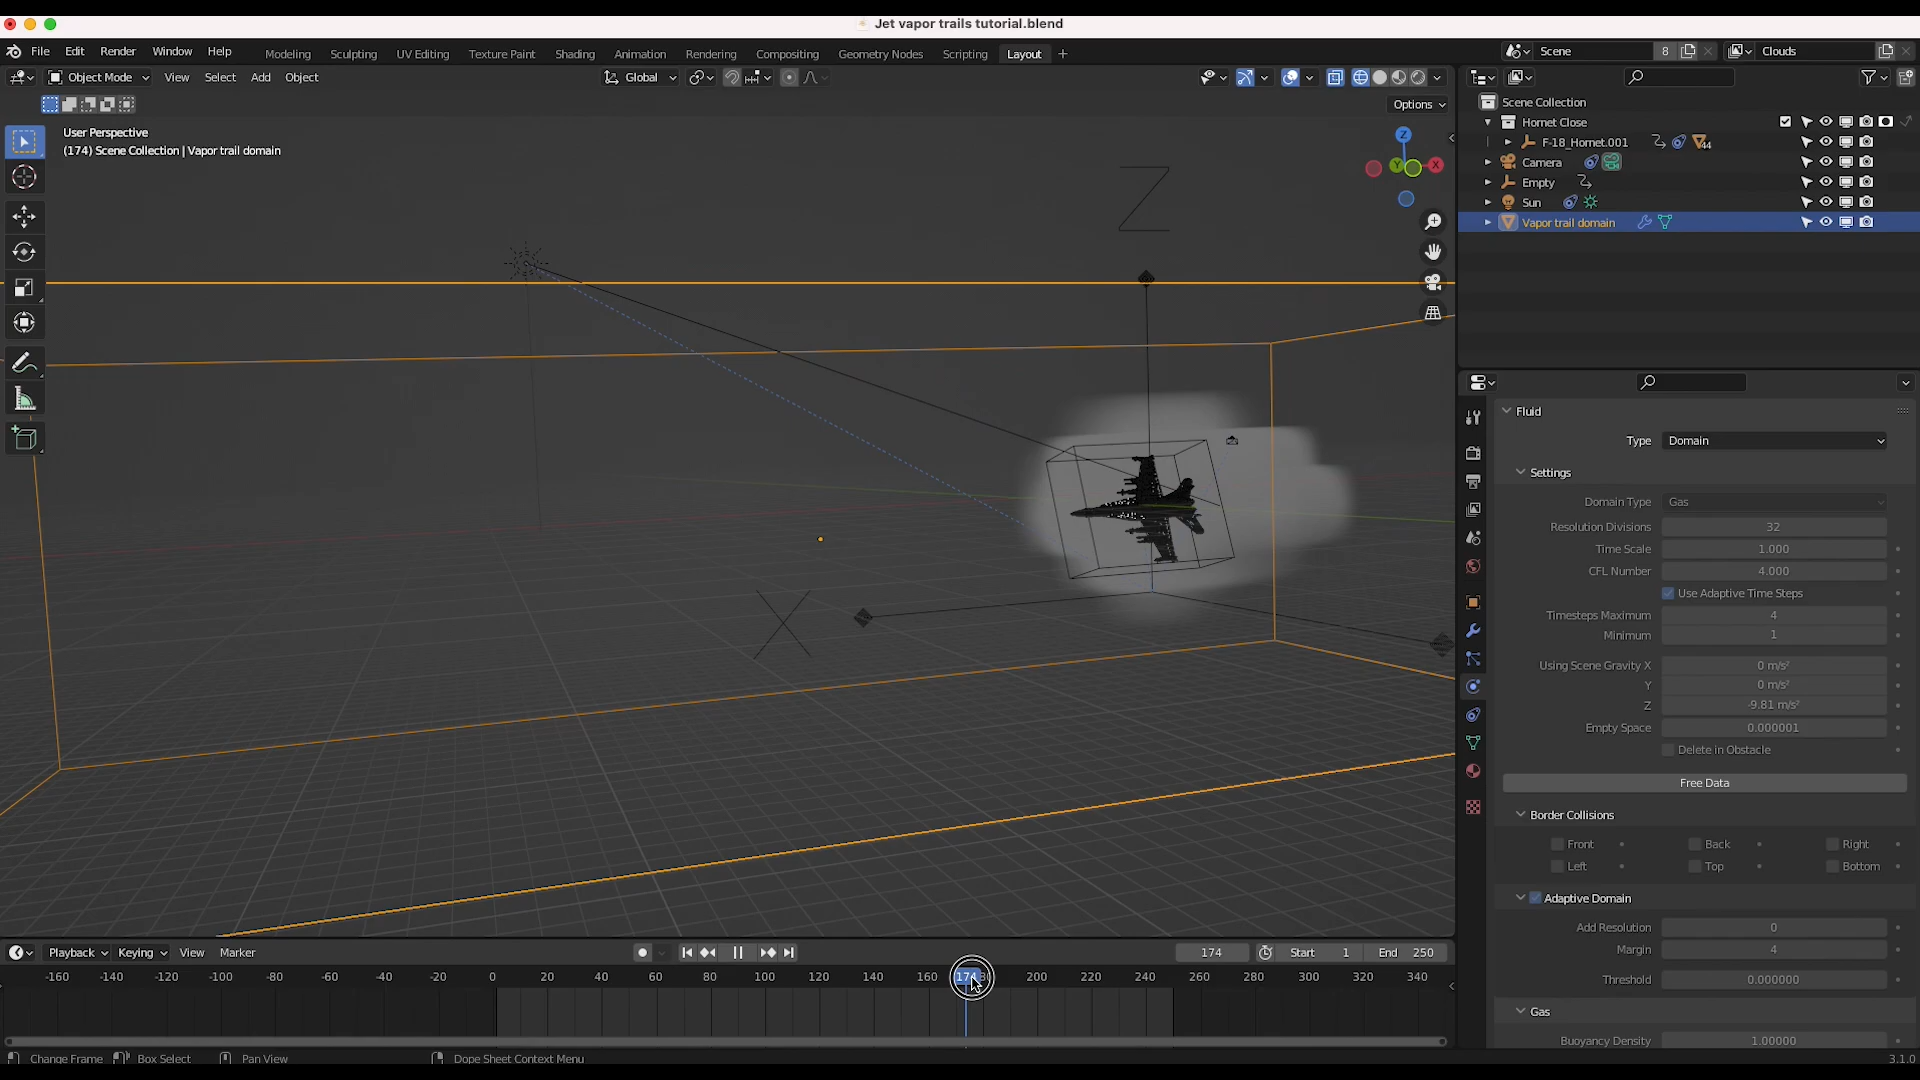 Jet vapor trails tutorial.blend
File Edit Render Window Help
Modeling Sculpting UV Editing Texture Paint Shading Animation Rendering Compositing Geometry Nodes Scripting Layout +
Scene 8
Clouds
Object Mode View Select Add Object
Global
Options
User Perspective
(174) Scene Collection | Vapor trail domain
Z
X
Z
Y
X
Scene Collection
Hornet Close
F-18_Hornet.001 44
Camera
Empty
Sun
Vapor trail domain
Fluid
Type Domain
Settings
Domain Type Gas
Resolution Divisions 32
Time Scale 1.000
CFL Number 4.000
Use Adaptive Time Steps
Timesteps Maximum 4
Minimum 1
Using Scene Gravity X 0 m/s²
Y 0 m/s²
Z -9.81 m/s²
Empty Space 0.000001
Delete in Obstacle
Free Data
Border Collisions
Front Back Right
Left Top Bottom
Adaptive Domain
Add Resolution 0
Margin 4
Threshold 0.000000
Gas
Buoyancy Density 1.00000
Playback Keying View Marker
174 Start 1 End 250
-160 -140 -120 -100 -80 -60 -40 -20 0 20 40 60 80 100 120 140 160 174 200 220 240 260 280 300 320 340
Change Frame Box Select Pan View Dope Sheet Context Menu
3.1.0